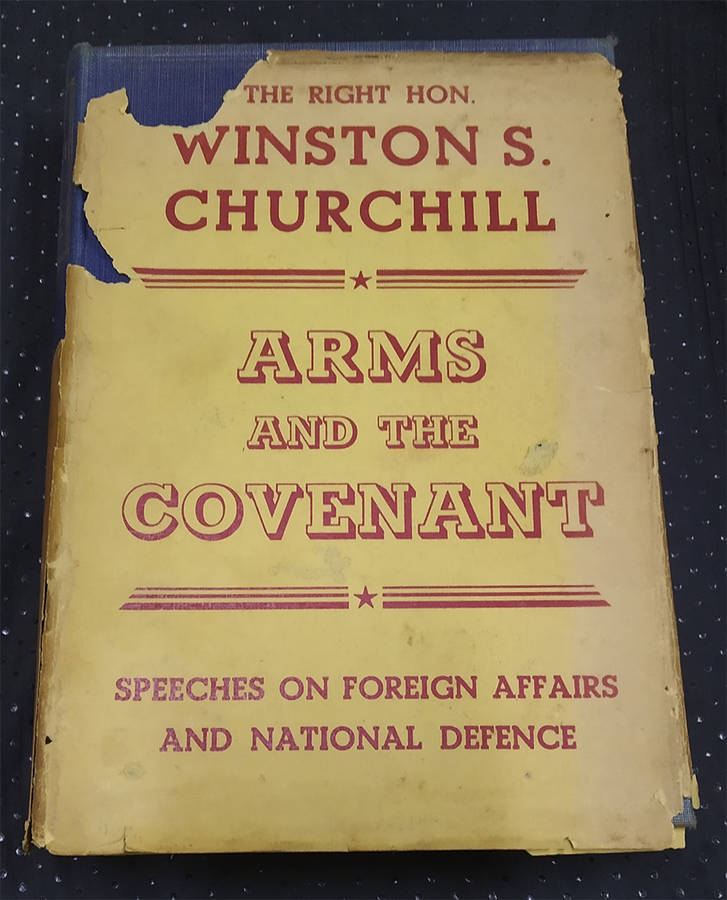 THE RIGHT HON.
WINSTON S.
CHURCHILL
ARMS
AND THE
COVENANT
SPEECHES ON FOREIGN AFFAIRS
AND NATIONAL DEFENCE